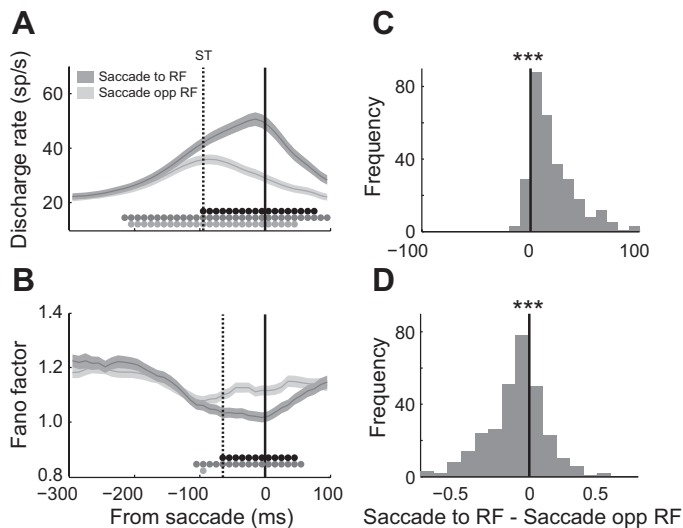 A
ST
Saccade to RF
Saccade opp RF
Discharge rate (sp/s)
60
40
20
B
1.4
1.2
1.0
0.8
Fano factor
−300 −200 −100 0 100
From saccade (ms)
C
***
Frequency
80
40
0
-100 0 100
D
***
Frequency
80
40
0
−0.5 0 0.5
Saccade to RF - Saccade opp RF